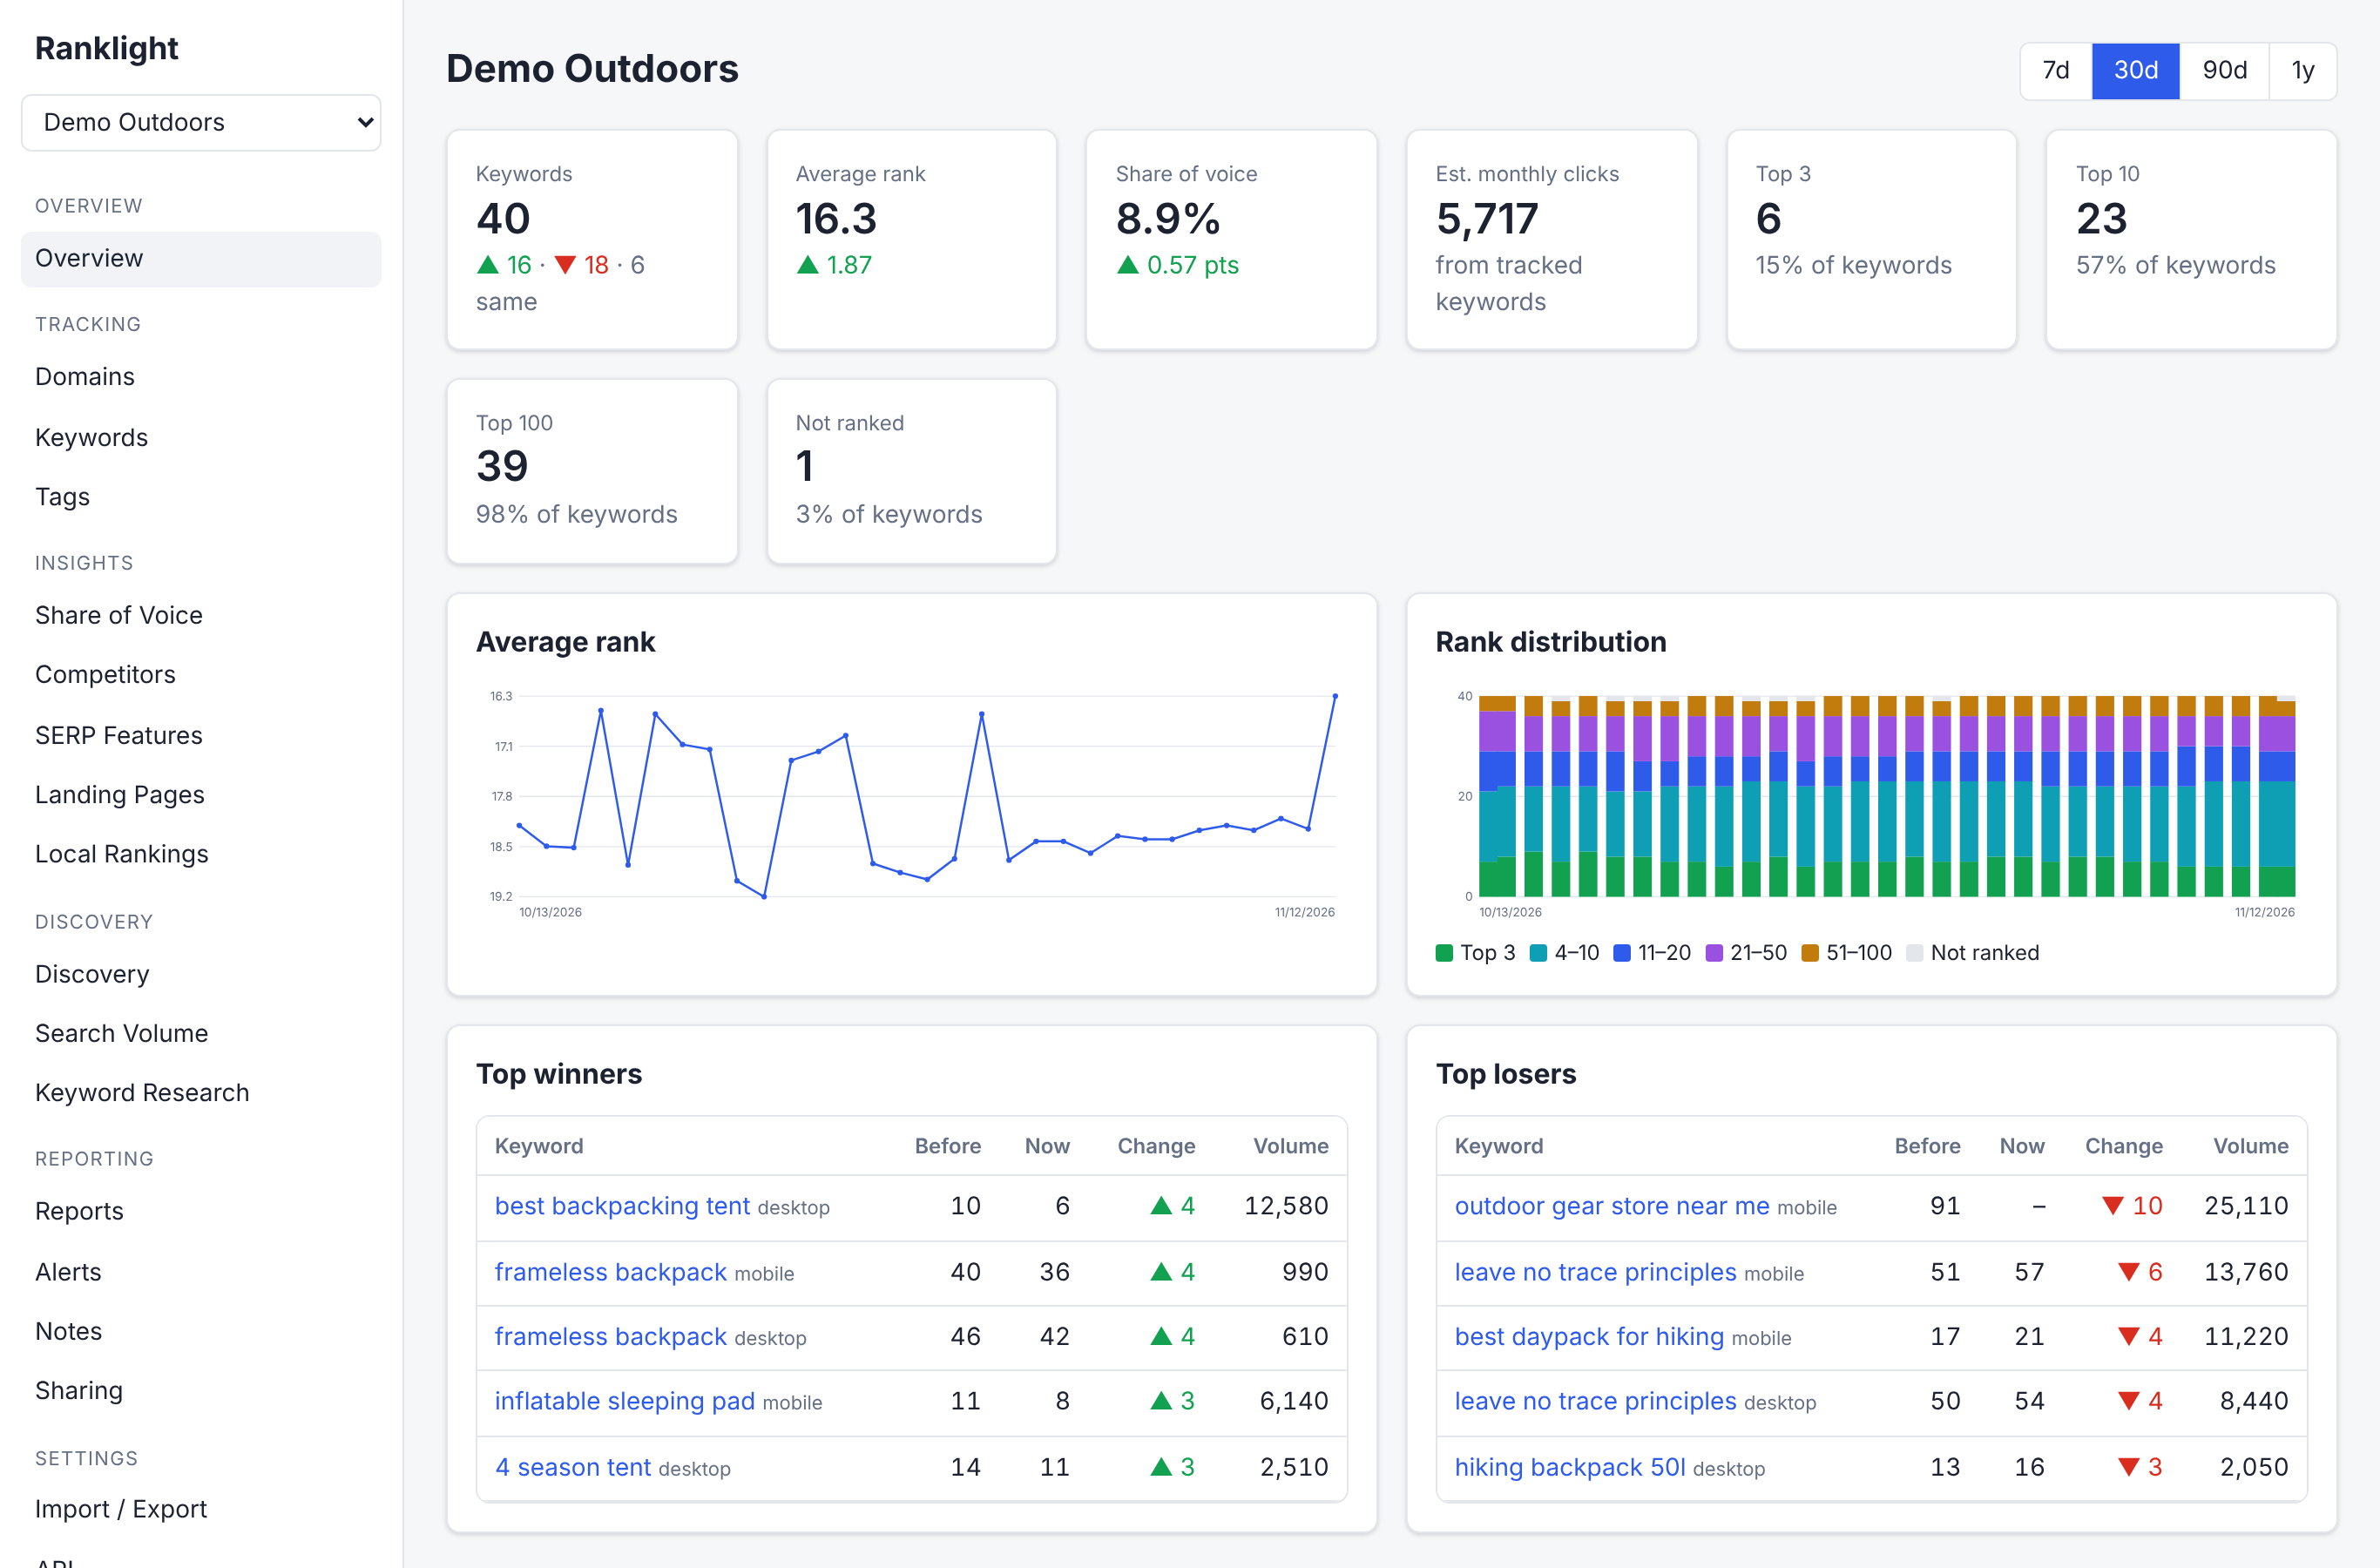 Ranklight
Demo Outdoors
OVERVIEW
Overview
TRACKING
Domains
Keywords
Tags
INSIGHTS
Share of Voice
Competitors
SERP Features
Landing Pages
Local Rankings
DISCOVERY
Discovery
Search Volume
Keyword Research
REPORTING
Reports
Alerts
Notes
Sharing
SETTINGS
Import / Export
API
Demo Outdoors
7d 30d 90d 1y
Keywords
40
▲ 16 · ▼ 18 · 6
same
Average rank
16.3
▲ 1.87
Share of voice
8.9%
▲ 0.57 pts
Est. monthly clicks
5,717
from tracked
keywords
Top 3
6
15% of keywords
Top 10
23
57% of keywords
Top 100
39
98% of keywords
Not ranked
1
3% of keywords
Average rank
16.3
17.1
17.8
18.5
19.2
10/13/2026 11/12/2026
Rank distribution
40
20
0
10/13/2026 11/12/2026
Top 3 4–10 11–20 21–50 51–100 Not ranked
Top winners
Keyword Before Now Change Volume
best backpacking tent desktop 10 6 ▲ 4 12,580
frameless backpack mobile 40 36 ▲ 4 990
frameless backpack desktop 46 42 ▲ 4 610
inflatable sleeping pad mobile 11 8 ▲ 3 6,140
4 season tent desktop 14 11 ▲ 3 2,510
Top losers
Keyword Before Now Change Volume
outdoor gear store near me mobile 91 – ▼ 10 25,110
leave no trace principles mobile 51 57 ▼ 6 13,760
best daypack for hiking mobile 17 21 ▼ 4 11,220
leave no trace principles desktop 50 54 ▼ 4 8,440
hiking backpack 50l desktop 13 16 ▼ 3 2,050